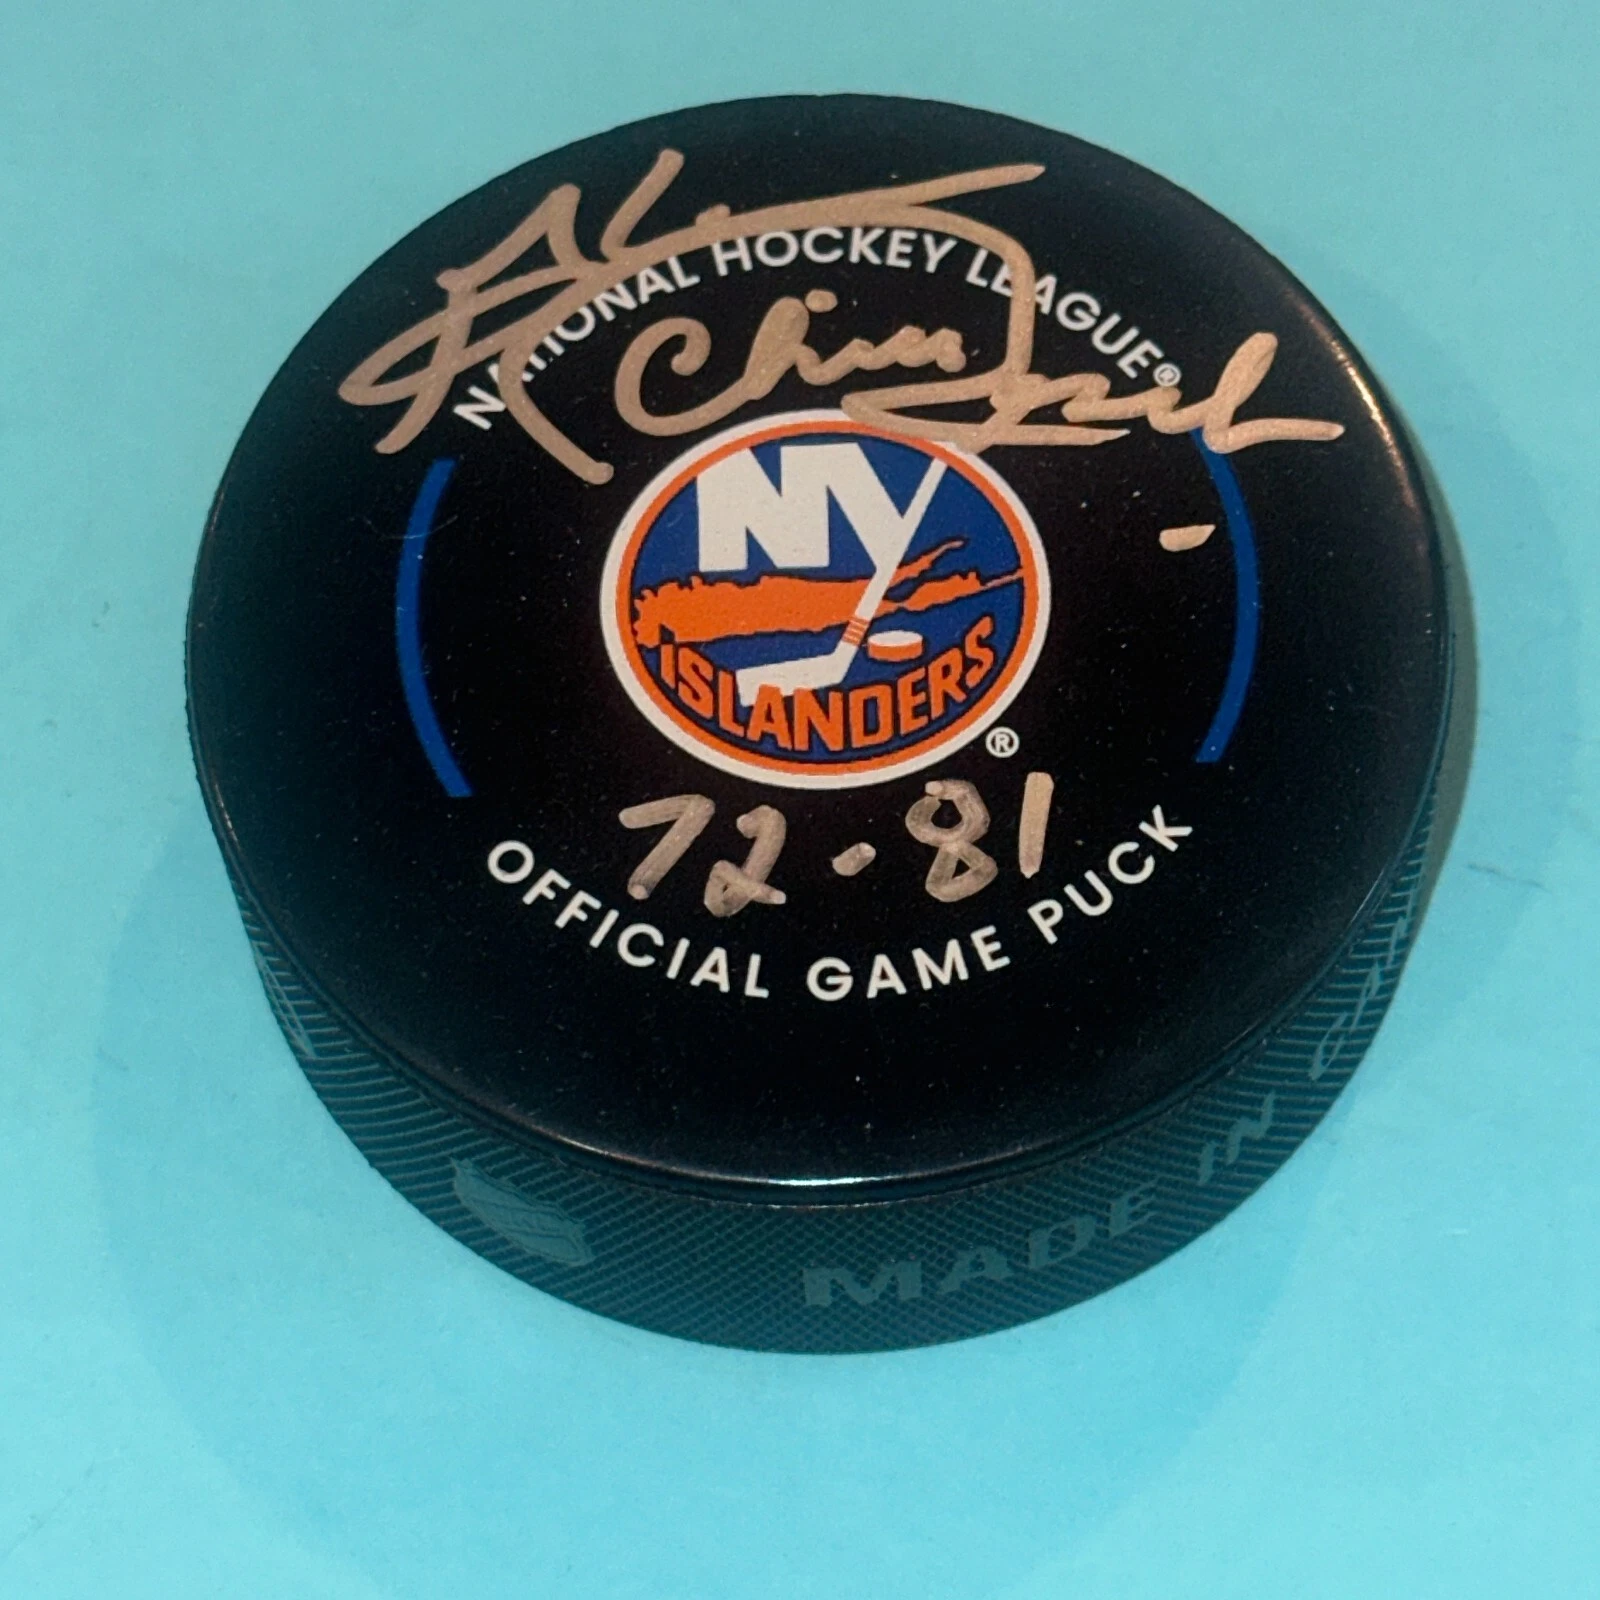 NATIONAL HOCKEY LEAGUE®
NY
ISLANDERS
®
72-81
OFFICIAL GAME PUCK
MADE IN